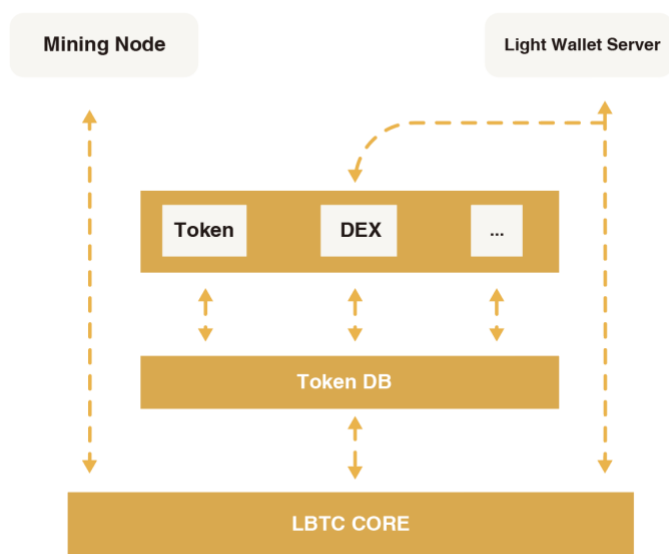 Mining Node
Light Wallet Server
Token
DEX
...
Token DB
LBTC CORE